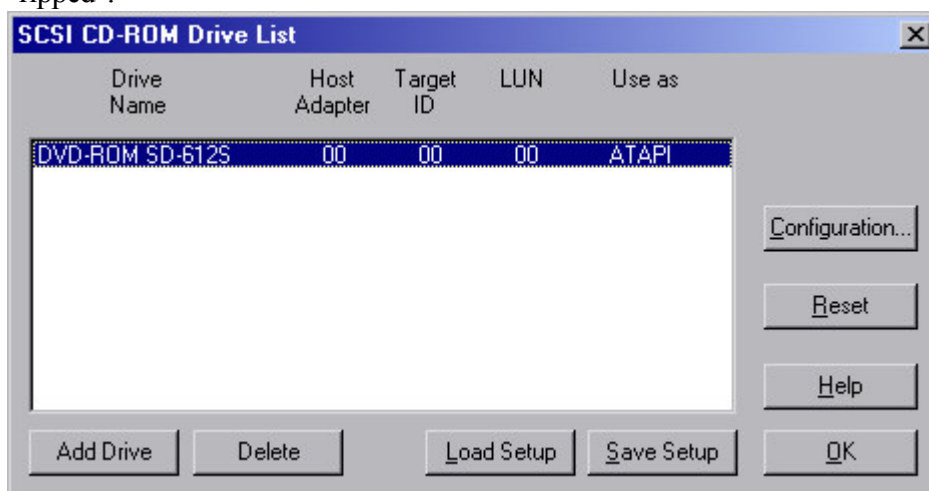 SCSI CD-ROM Drive List
Drive Name Host Adapter Target ID LUN Use as
DVD-ROM SD-612S 00 00 00 ATAPI
Configuration...
Reset
Help
Add Drive Delete Load Setup Save Setup OK